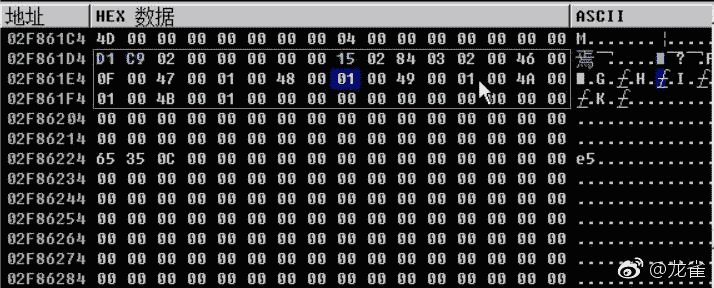 地址 HEX 数据 ASCII
02F861C4 4D 00 00 00 00 00 00 00 04 00 00 00 00 00 00 00 M.......¦.......
02F861D4 D1 C9 02 00 00 00 00 00 15 02 84 03 02 00 46 00
02F861E4 0F 00 47 00 01 00 48 00 01 00 49 00 01 00 4A 00
02F861F4 01 00 4B 00 01 00 00 00 00 00 00 00 00 00 00 00
02F86204 00 00 00 00 00 00 00 00 00 00 00 00 00 00 00 00 ................
02F86214 00 00 00 00 00 00 00 00 00 00 00 00 00 00 00 00 ................
02F86224 65 35 0C 00 00 00 00 00 00 00 00 00 00 00 00 00 e5..............
02F86234 00 00 00 00 00 00 00 00 00 00 00 00 00 00 00 00 ................
02F86244 00 00 00 00 00 00 00 00 00 00 00 00 00 00 00 00 ................
02F86254 00 00 00 00 00 00 00 00 00 00 00 00 00 00 00 00 ................
02F86264 00 00 00 00 00 00 00 00 00 00 00 00 00 00 00 00 ................
02F86274 00 00 00 00 00 00 00 00 00 00 00 00 00 00 00 00
02F86284 00 00 00 00 00 00 00 00 00 00 00 00 00 00 00 00
@龙雀